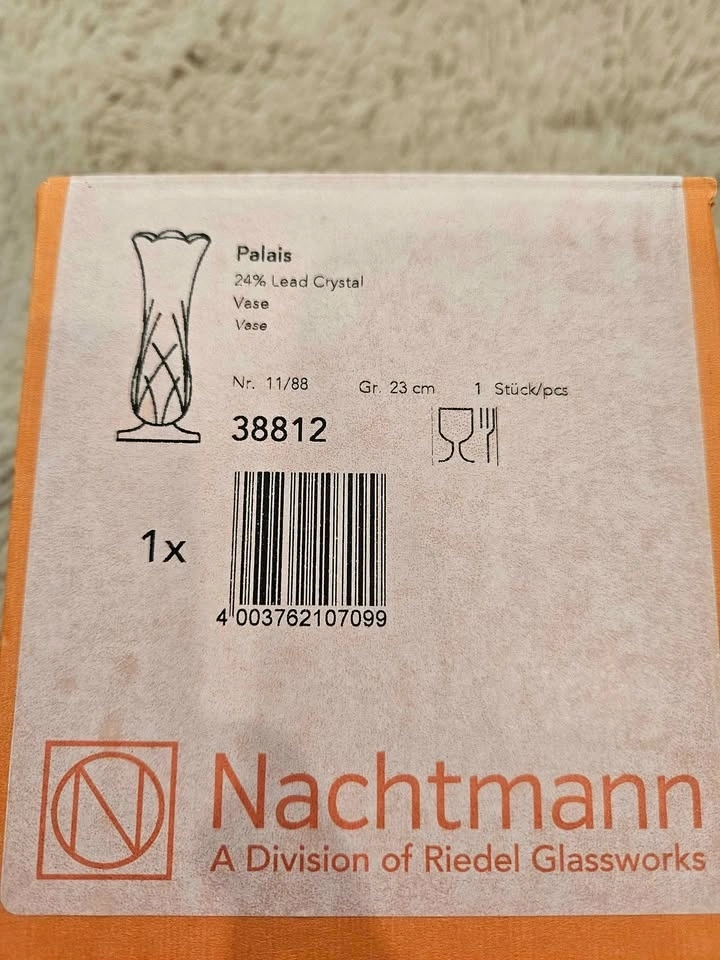 Palais
24% Lead Crystal
Vase
Vase
Nr. 11/88 Gr. 23 cm 1 Stück/pcs
38812
1x
4 003762 107099
Nachtmann
A Division of Riedel Glassworks